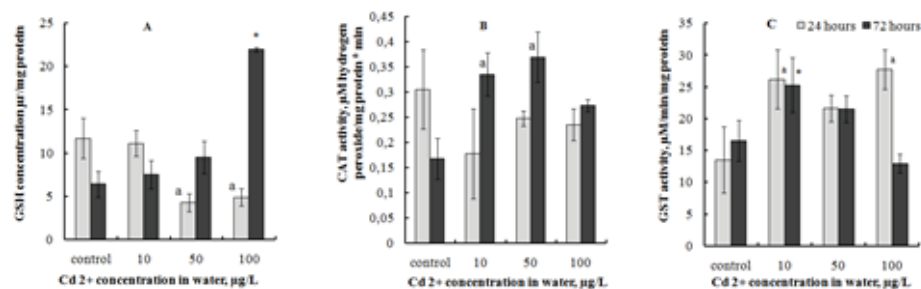 A
GSH concentration µг/mg protein
25
20
15
10
5
0
a
a
*
control 10 50 100
Cd 2+ concentration in water, µg/L
B
CAT activity, µM hydrogen
peroxide/mg protein * min
0,45
0,4
0,35
0,3
0,25
0,2
0,15
0,1
0,05
0
a
a
control 10 50 100
Cd 2+ concentration in water, µg/L
C
24 hours 72 hours
GST activity, µM/min/mg protein
35
30
25
20
15
10
5
0
a *
a
control 10 50 100
Cd 2+ concentration in water, µg/L